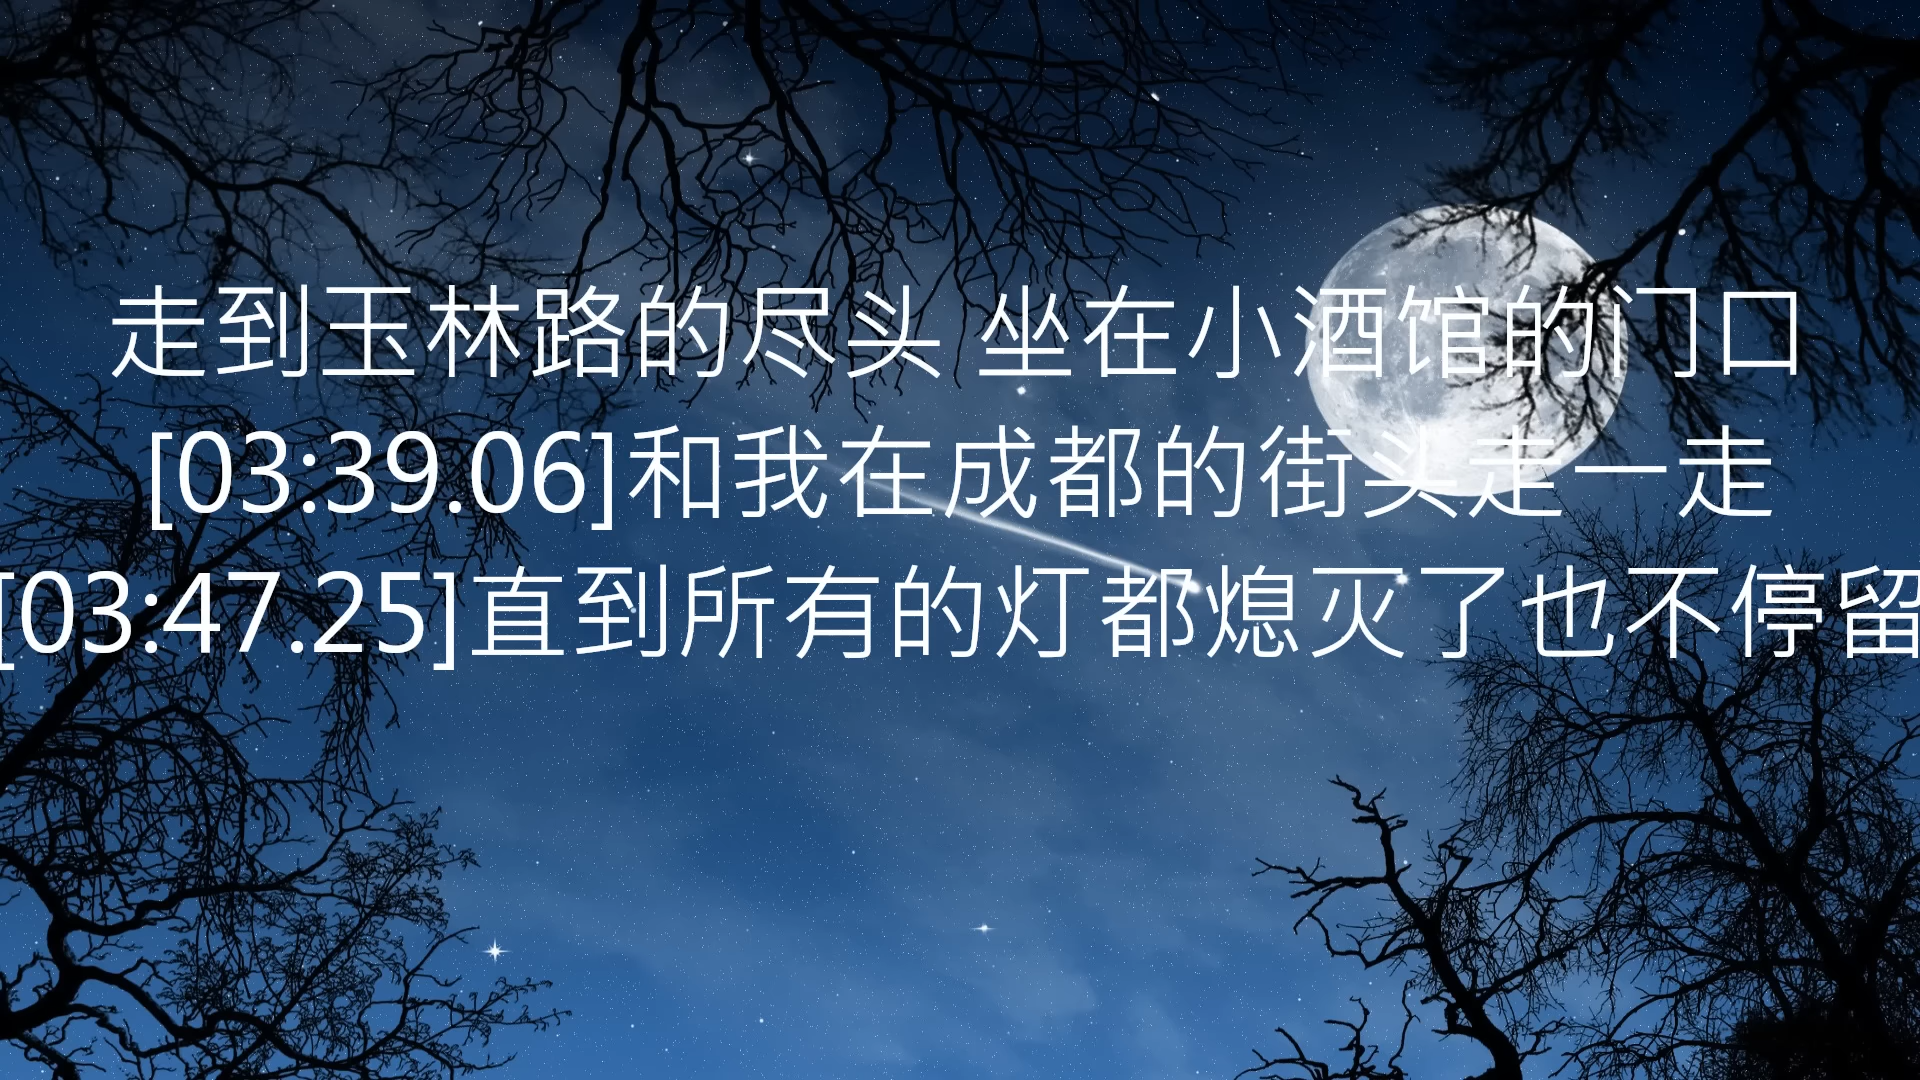 走到玉林路的尽头 坐在小酒馆的门口
[03:39.06]和我在成都的街头走一走
[03:47.25]直到所有的灯都熄灭了也不停留